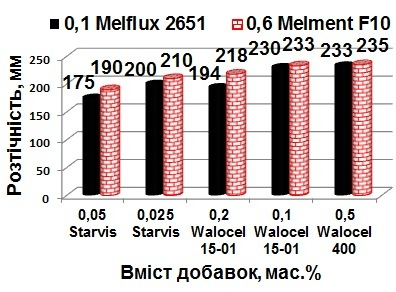 0,1 Melflux 2651 0,6 Melment F10
Розтічність, мм
250
200
150
100
50
0
175 190 200 210 194 218 230 233 233 235
0,05 0,025 0,2 0,1 0,5
Starvis Starvis Walocel Walocel Walocel
15-01 15-01 400
Вміст добавок, мас.%